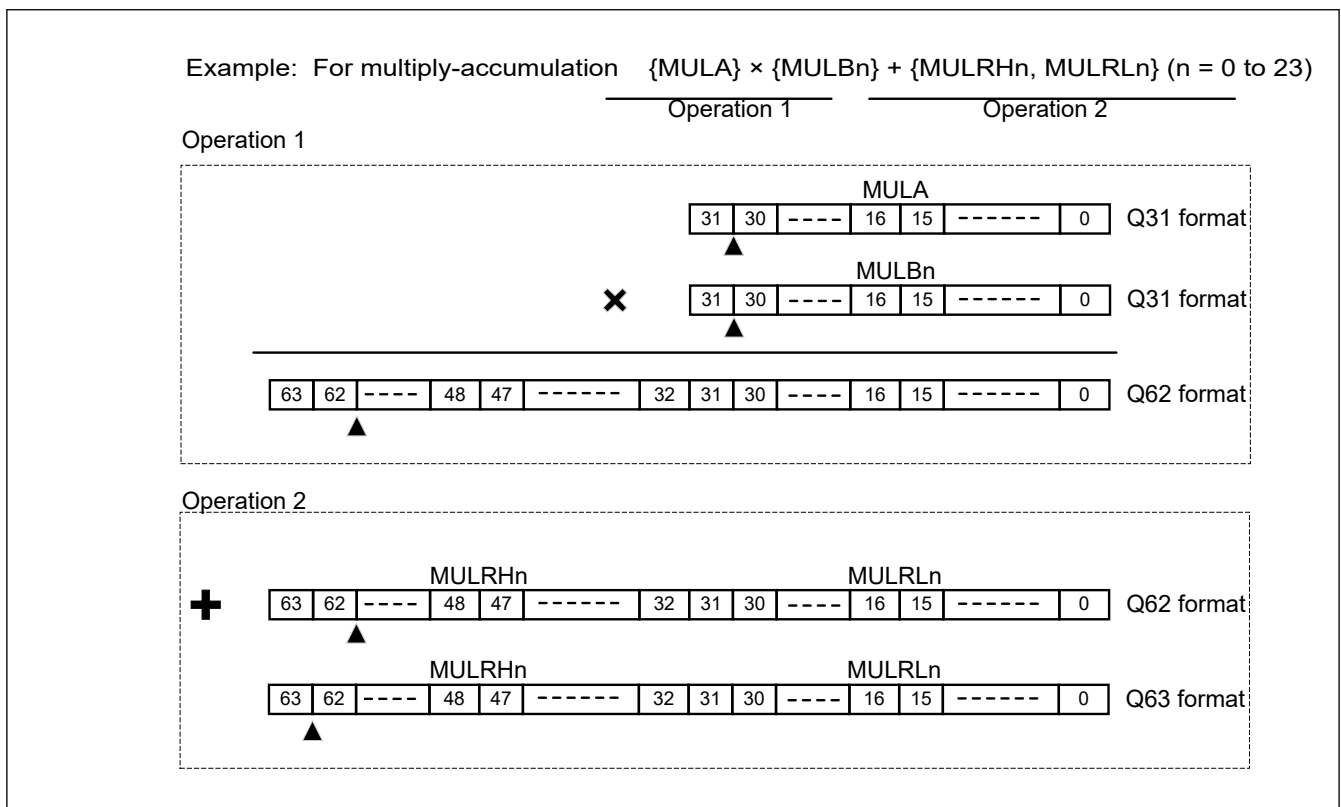 Example: For multiply-accumulation {MULA} × {MULBn} + {MULRHn, MULRLn} (n = 0 to 23)
Operation 1 Operation 2
Operation 1
MULA
31 30 ---- 16 15 ------ 0 Q31 format
MULBn
× 31 30 ---- 16 15 ------ 0 Q31 format
63 62 ---- 48 47 ------ 32 31 30 ---- 16 15 ------ 0 Q62 format
Operation 2
MULRHn MULRLn
+ 63 62 ---- 48 47 ------ 32 31 30 ---- 16 15 ------ 0 Q62 format
MULRHn MULRLn
63 62 ---- 48 47 ------ 32 31 30 ---- 16 15 ------ 0 Q63 format